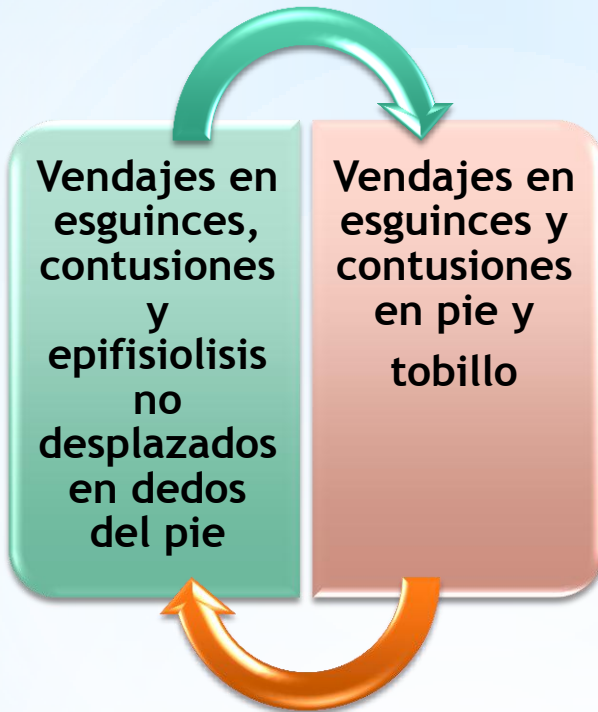 Vendajes en
esguinces,
contusiones
y
epifisiolisis
no
desplazados
en dedos
del pie
Vendajes en
esguinces y
contusiones
en pie y
tobillo